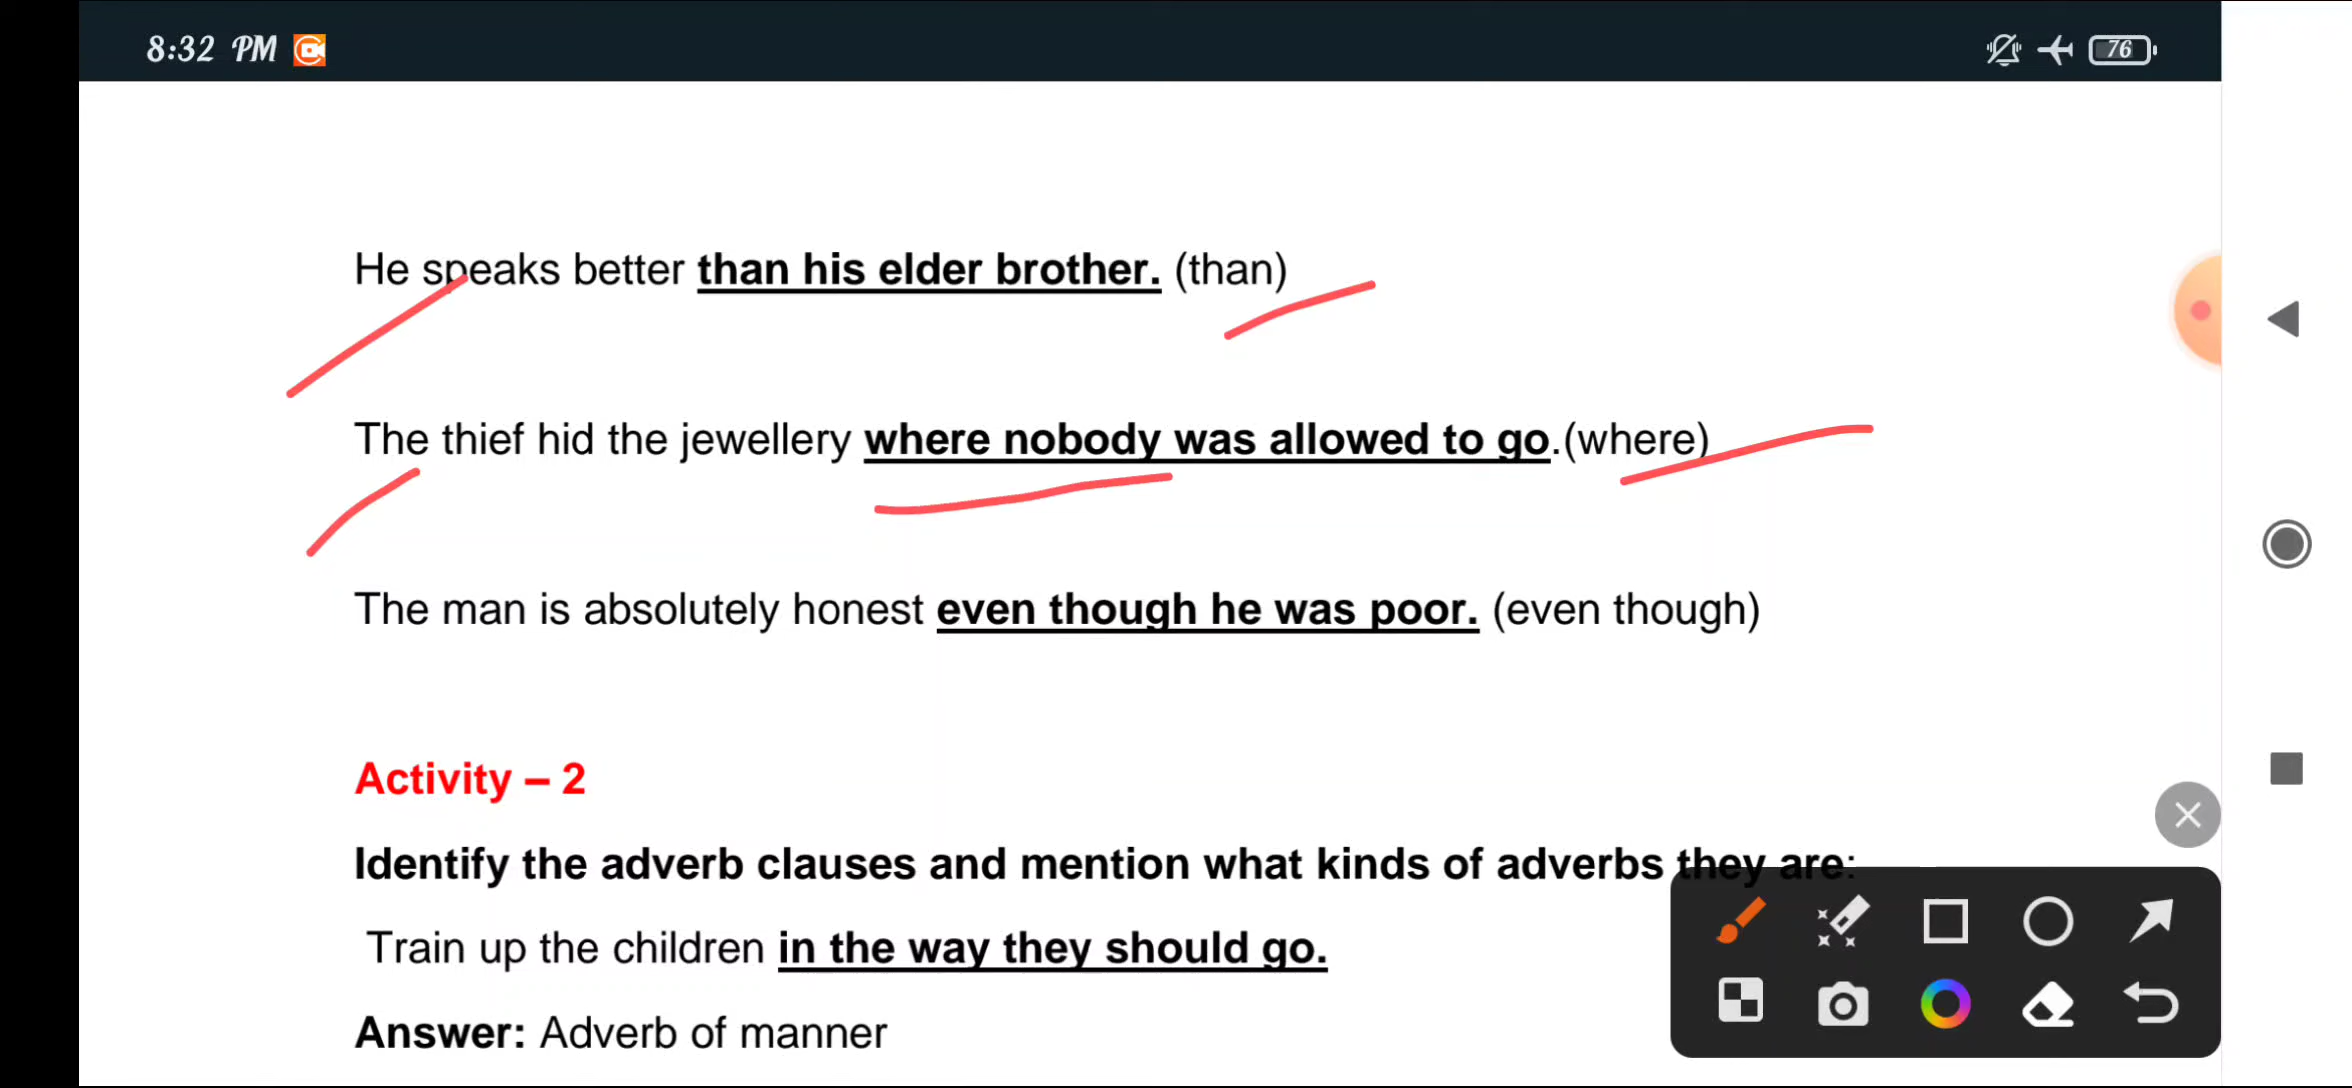 8:32 PM
76
He speaks better than his elder brother. (than)
The thief hid the jewellery where nobody was allowed to go.(where)
The man is absolutely honest even though he was poor. (even though)
Activity – 2
Identify the adverb clauses and mention what kinds of adverbs they are:
Train up the children in the way they should go.
Answer: Adverb of manner